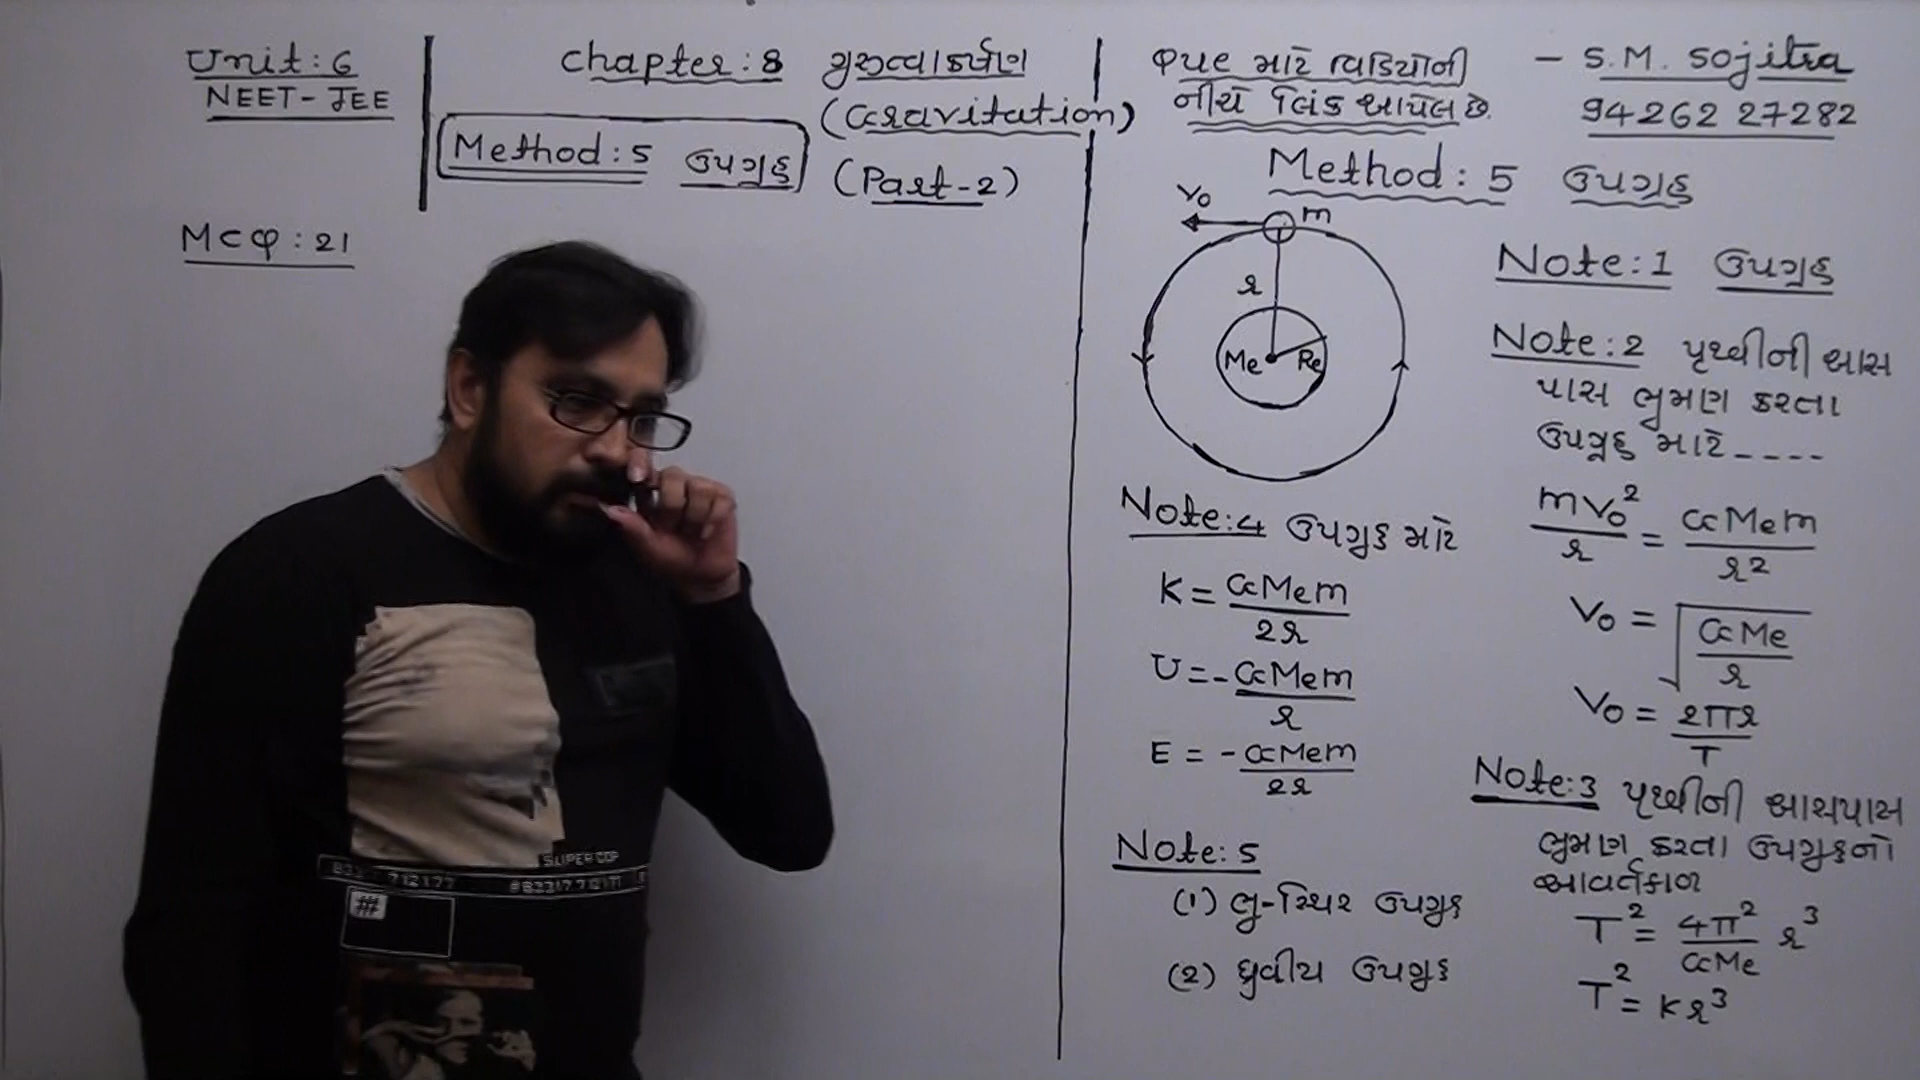 Unit: 6
NEET - JEE
Chapter: 8 ગુરુત્વાકર્ષણ
(Gravitation)
Method: 5 ઉપગ્રહ
(Part-2)
માટે વિડિયોની
નીચે લિંક આપેલ છે.
- S.M. Sojitra
94262 27282
MCQ: 21
Method: 5 ઉપગ્રહ
V₀
m
r
Me
Re
Note: 1 ઉપગ્રહ
Note: 2 પૃથ્વીની આસ
પાસ ભ્રમણ કરતા
ઉપગ્રહ માટે ----
mV₀²/r = GMem/r²
V₀ = √(GMe/r)
V₀ = 2πr/T
Note: 3 પૃથ્વીની આસપાસ
ભ્રમણ કરતા ઉપગ્રહનો
આવર્તકાળ
T² = 4π²/GMe r³
T² = Kr³
Note: 4 ઉપગ્રહ માટે
K = GMem/2r
U = -GMem/r
E = -GMem/2r
Note: 5
(1) ભૂ-સ્થિર ઉપગ્રહ
(2) ધ્રુવીય ઉપગ્રહ
SUPER COP
#